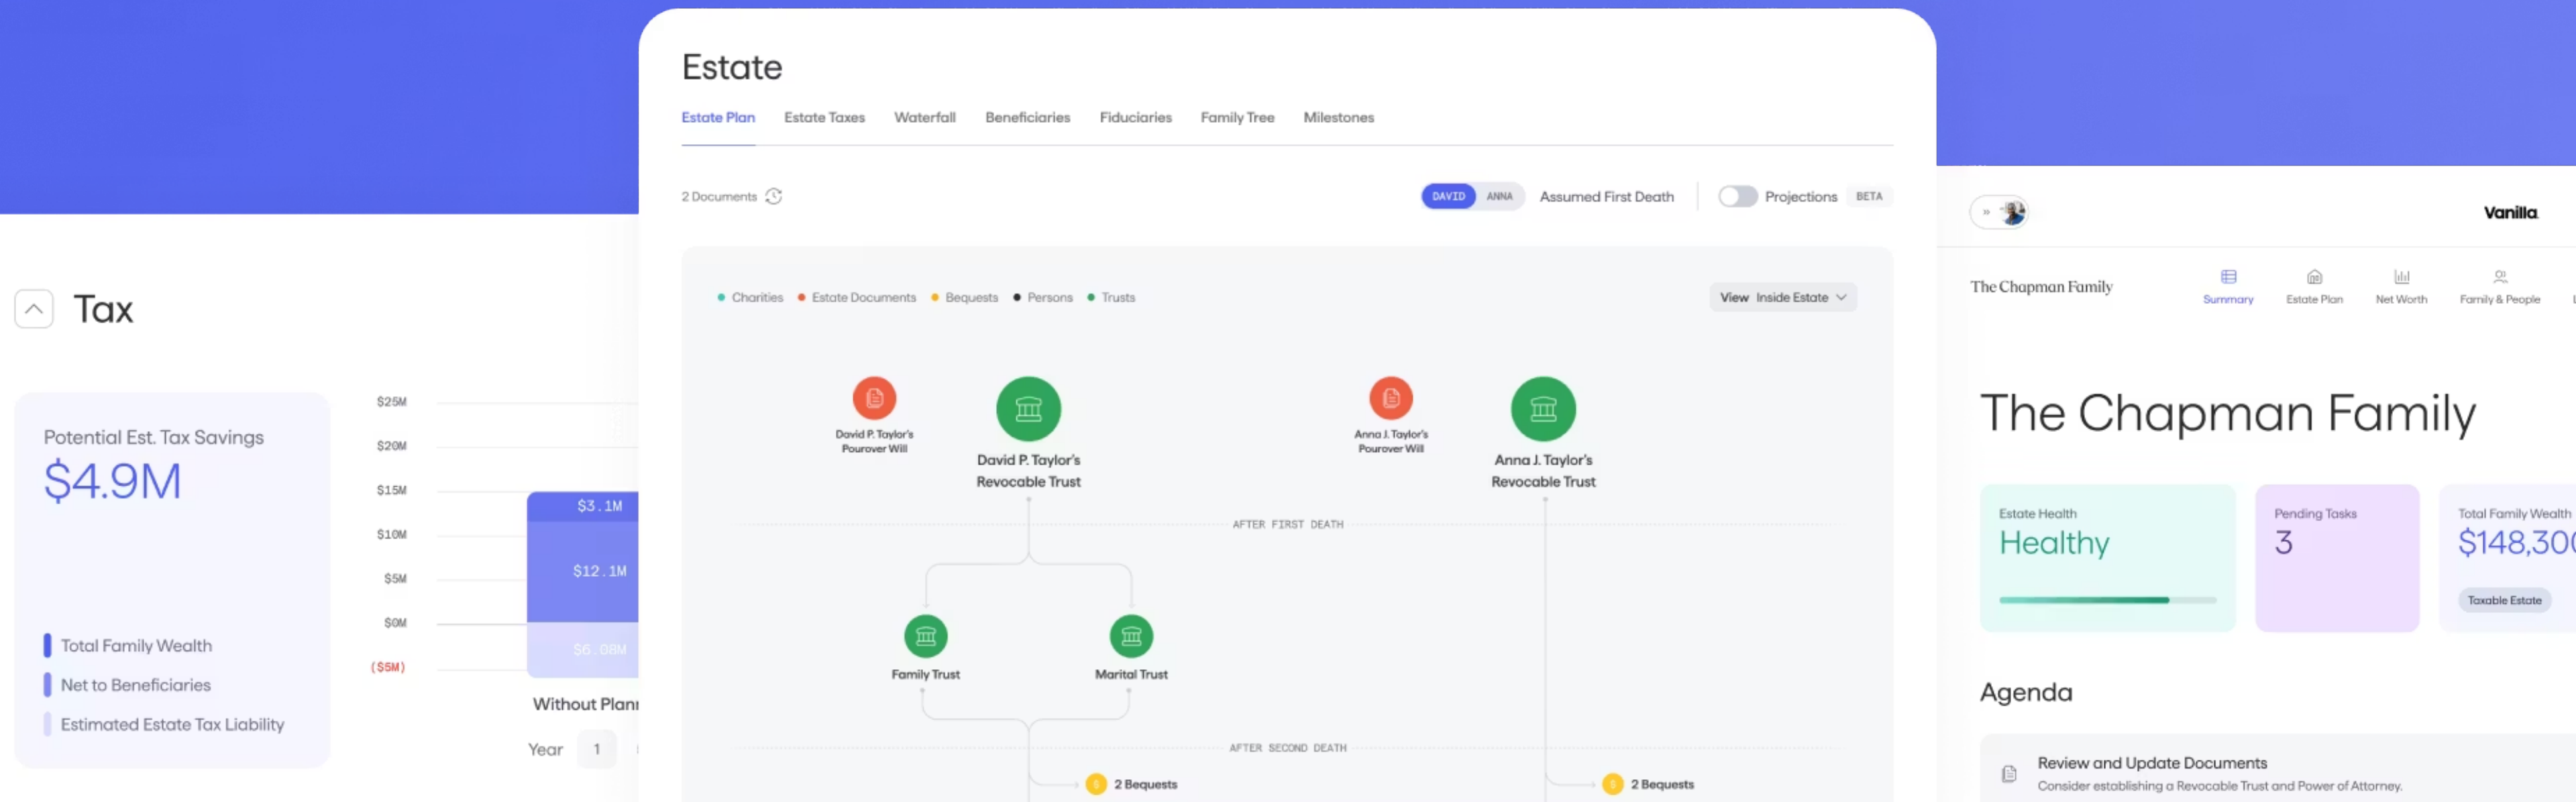 Tax
Potential Est. Tax Savings
$4.9M
Total Family Wealth
Net to Beneficiaries
Estimated Estate Tax Liability
$25M
$20M
$15M
$10M
$5M
$0M
($5M)
$3.1M
$12.1M
$6.08M
Without
Year 1
Estate
Estate Plan Estate Taxes Waterfall Beneficiaries Fiduciaries Family Tree Milestones
2 Documents DAVID ANNA Assumed First Death Projections BETA
Charities Estate Documents Bequests Persons Trusts View Inside Estate
David P. Taylor's
Pourover Will
David P. Taylor's
Revocable Trust
Anna J. Taylor's
Pourover Will
Anna J. Taylor's
Revocable Trust
AFTER FIRST DEATH
Family Trust Marital Trust
AFTER SECOND DEATH
$ 2 Bequests $ 2 Bequests
» Vanilla
The Chapman Family Summary Estate Plan Net Worth Family & People
The Chapman Family
Estate Health
Healthy
Pending Tasks
3
Total Family Wealth
$148,300
Taxable Estate
Agenda
Review and Update Documents
Consider establishing a Revocable Trust and Power of Attorney.